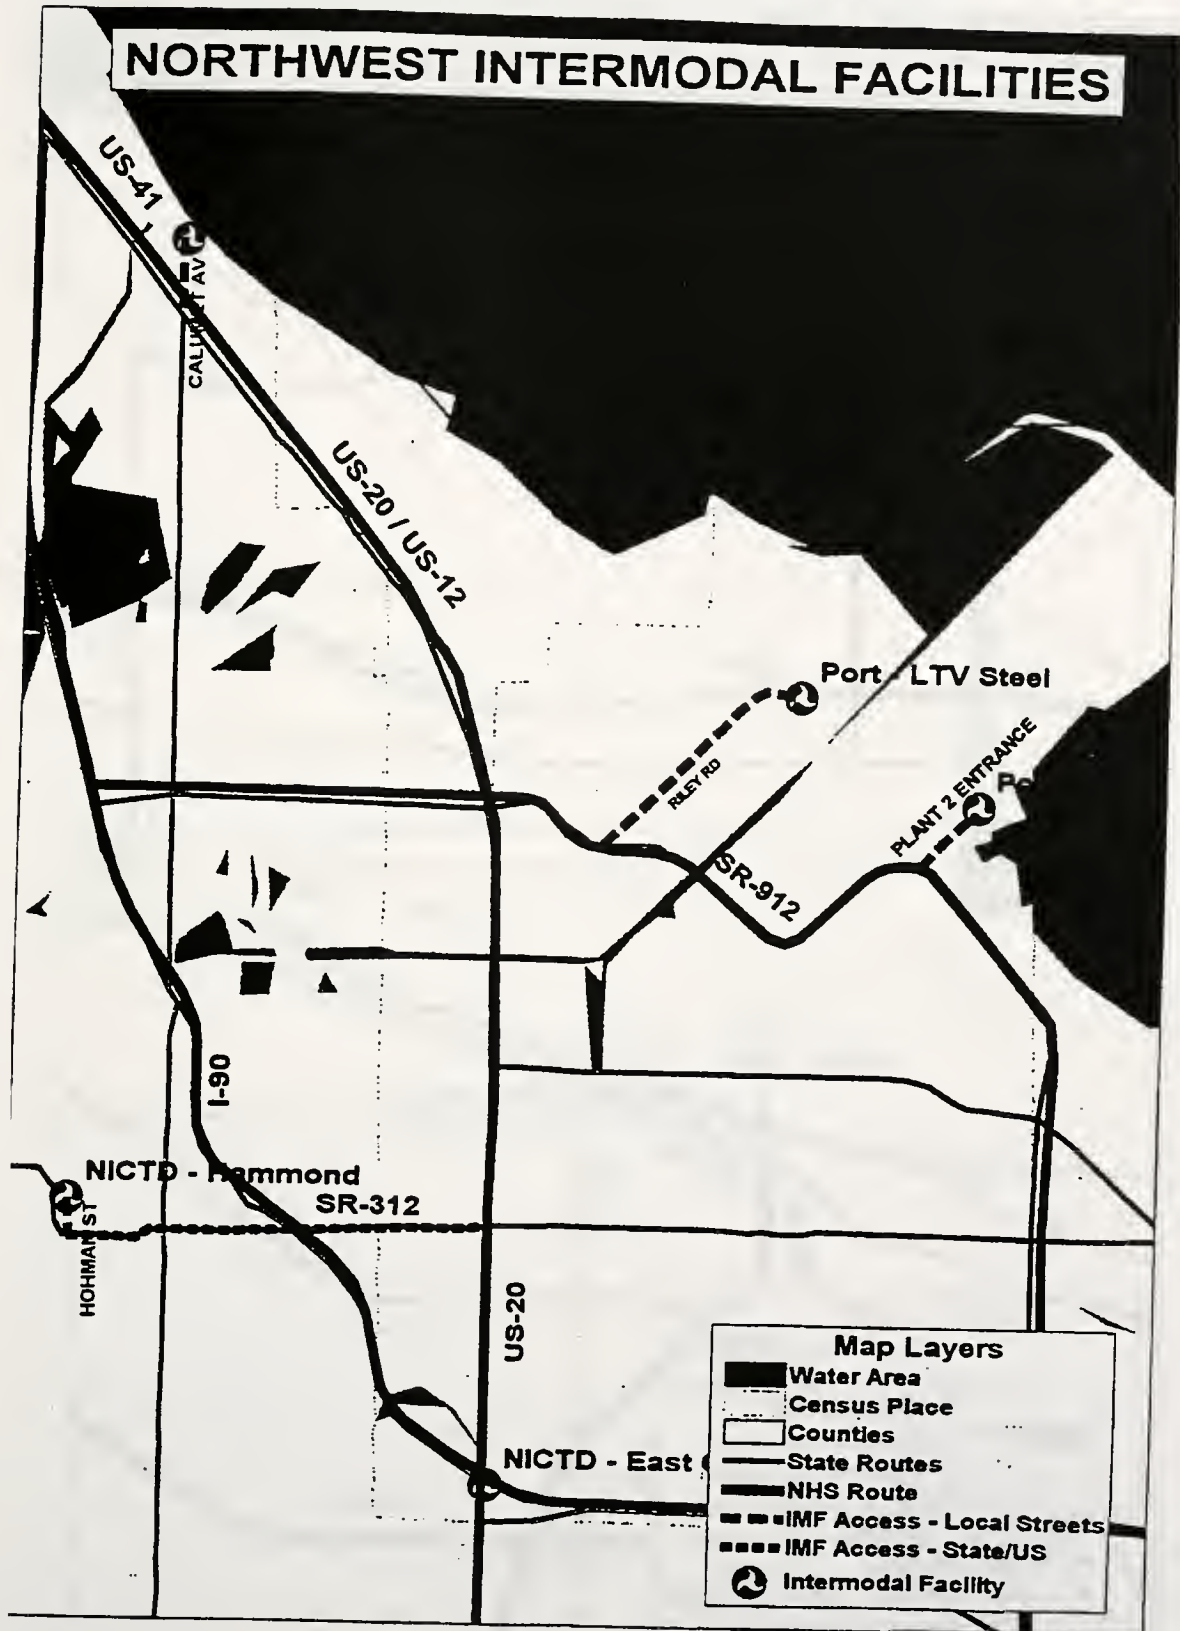 NORTHWEST INTERMODAL FACILITIES
US-41
US-20 / US-12
Port - LTV Steel
RILEY RD
PLANT 2 ENTRANCE
SR-912
I-90
NICTD - Hammond
SR-312
HOHMAN ST
US-20
NICTD - East
Map Layers
Water Area
Census Place
Counties
State Routes
NHS Route
IMF Access - Local Streets
IMF Access - State/US
Intermodal Facility